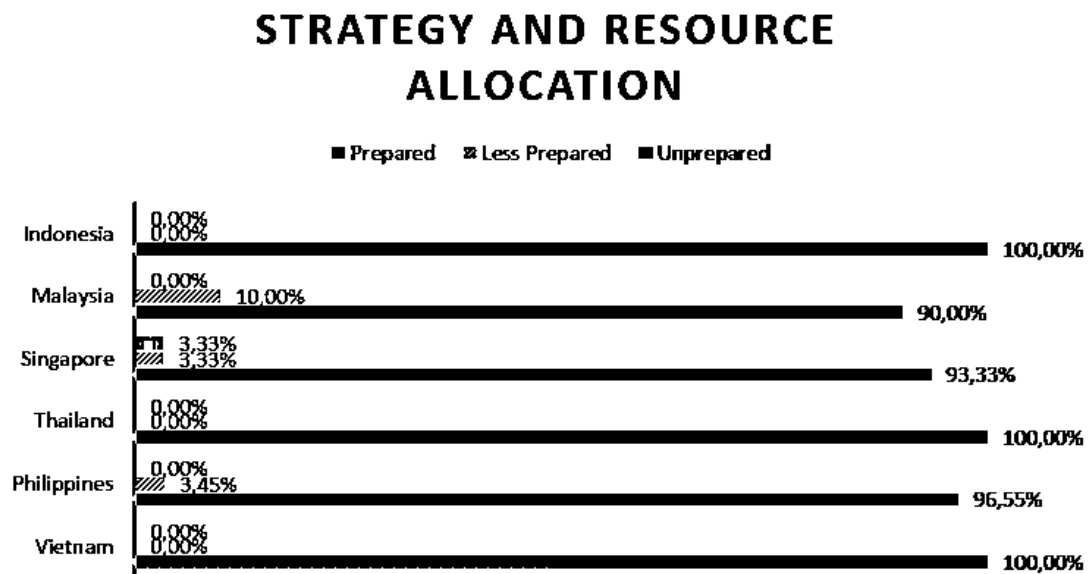 STRATEGY AND RESOURCE
ALLOCATION
Prepared Less Prepared Unprepared
Indonesia
0,00%
0,00%
100,00%
Malaysia
0,00%
10,00%
90,00%
Singapore
3,33%
3,33%
93,33%
Thailand
0,00%
0,00%
100,00%
Philippines
0,00%
3,45%
96,55%
Vietnam
0,00%
0,00%
100,00%